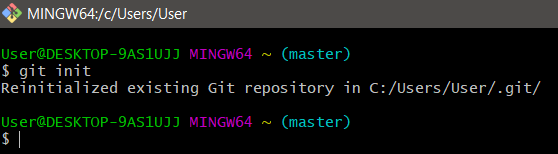 MINGW64:/c/Users/User
User@DESKTOP-9AS1UJJ MINGW64 ~ (master)
$ git init
Reinitialized existing Git repository in C:/Users/User/.git/
User@DESKTOP-9AS1UJJ MINGW64 ~ (master)
$